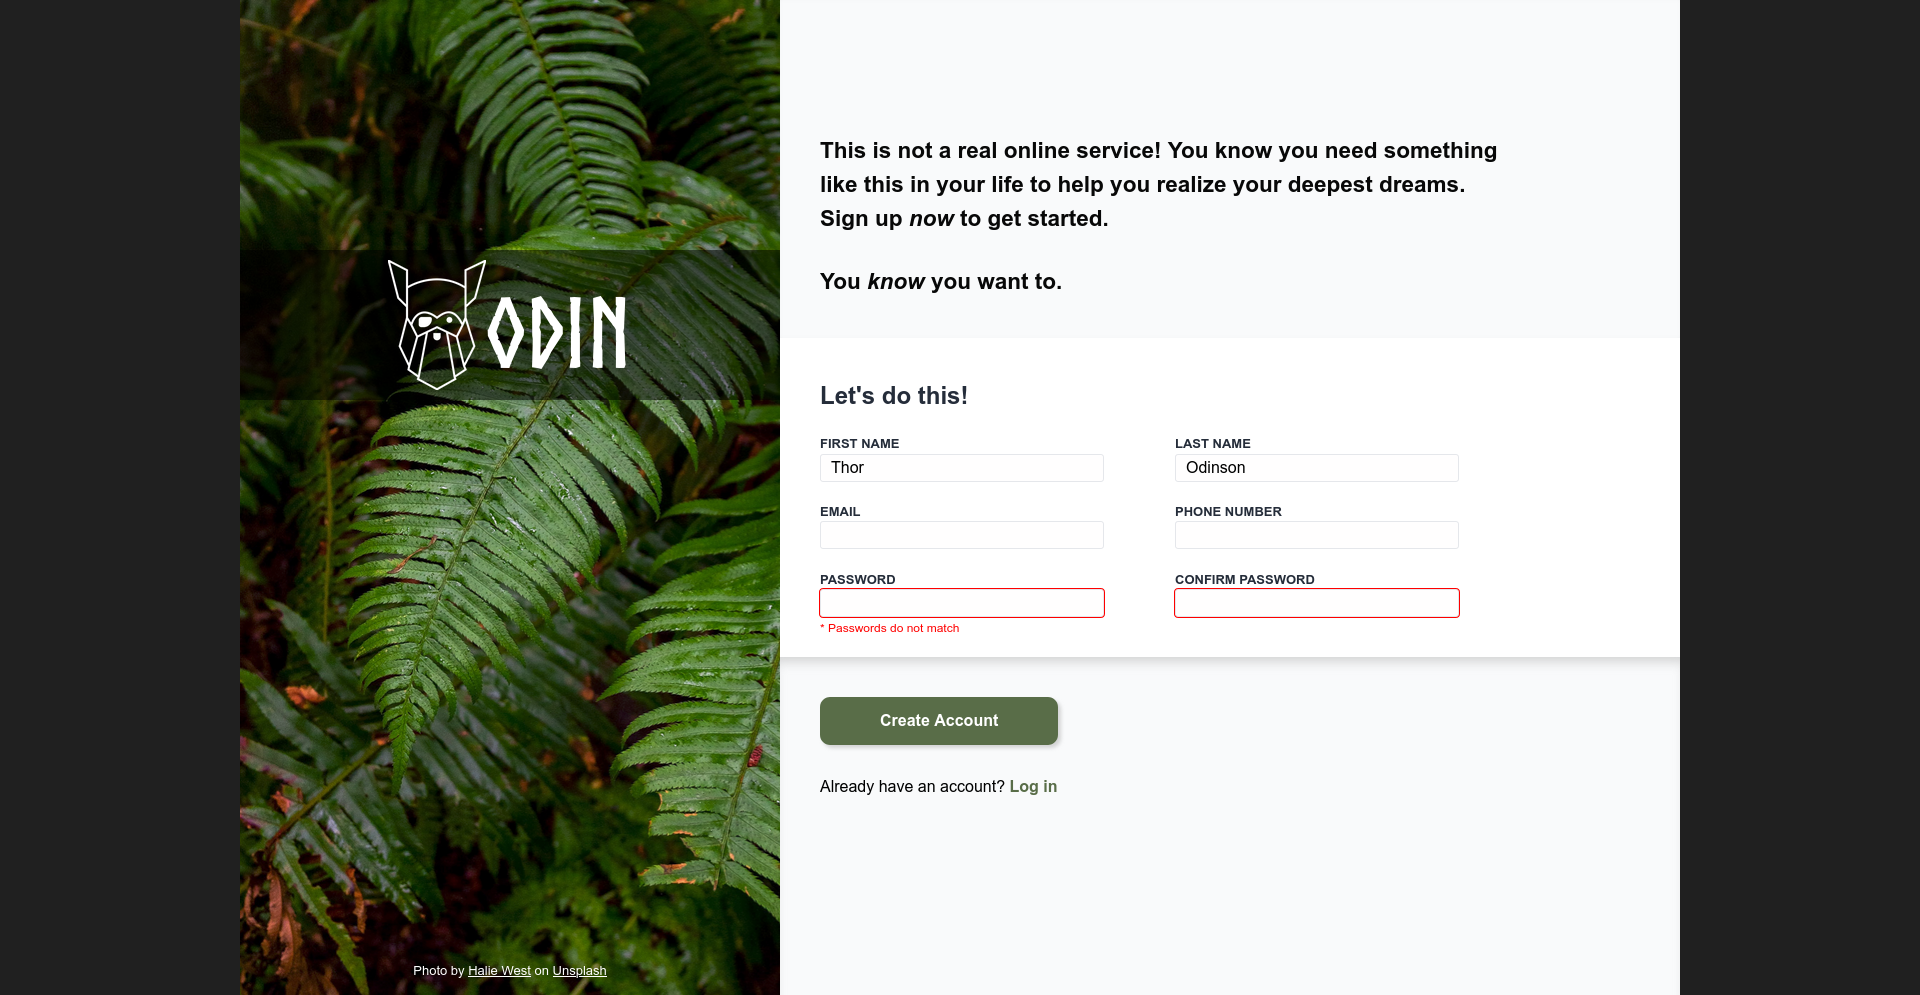 ODIN
This is not a real online service! You know you need something
like this in your life to help you realize your deepest dreams.
Sign up now to get started.
You know you want to.
Let's do this!
FIRST NAME
LAST NAME
Thor
Odinson
EMAIL
PHONE NUMBER
PASSWORD
CONFIRM PASSWORD
* Passwords do not match
Create Account
Already have an account? Log in
Photo by Halie West on Unsplash